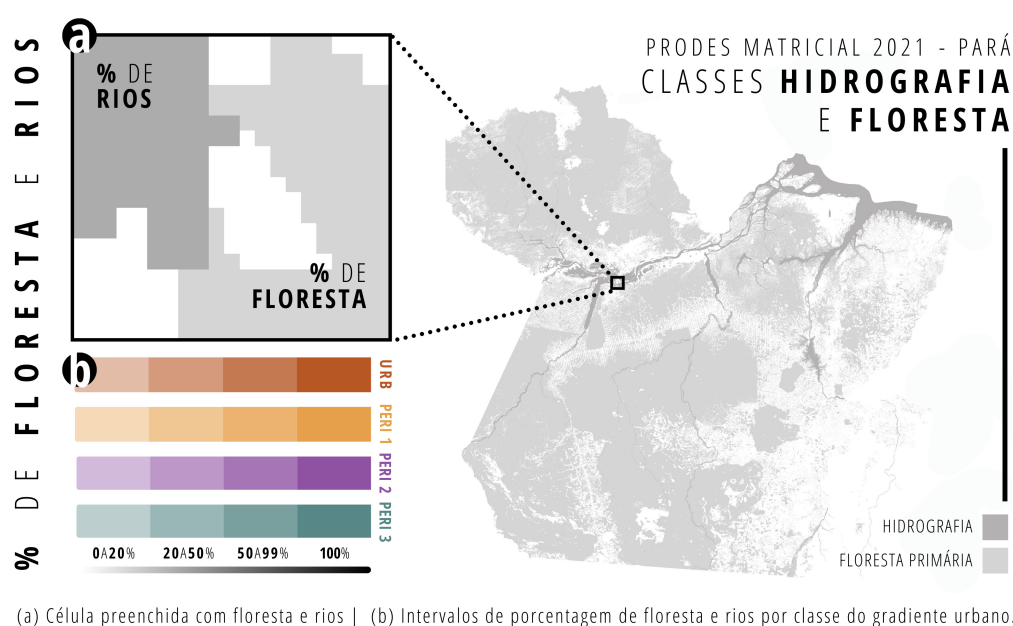 % DE FLORESTA E RIOS
a
% DE
RIOS
% DE
FLORESTA
PRODES MATRICIAL 2021 - PARÁ
CLASSES HIDROGRAFIA
E FLORESTA
b
URB
PERI 1
PERI 2
PERI 3
0A20% 20A50% 50A99% 100%
HIDROGRAFIA
FLORESTA PRIMÁRIA
(a) Célula preenchida com floresta e rios | (b) Intervalos de porcentagem de floresta e rios por classe do gradiente urbano.